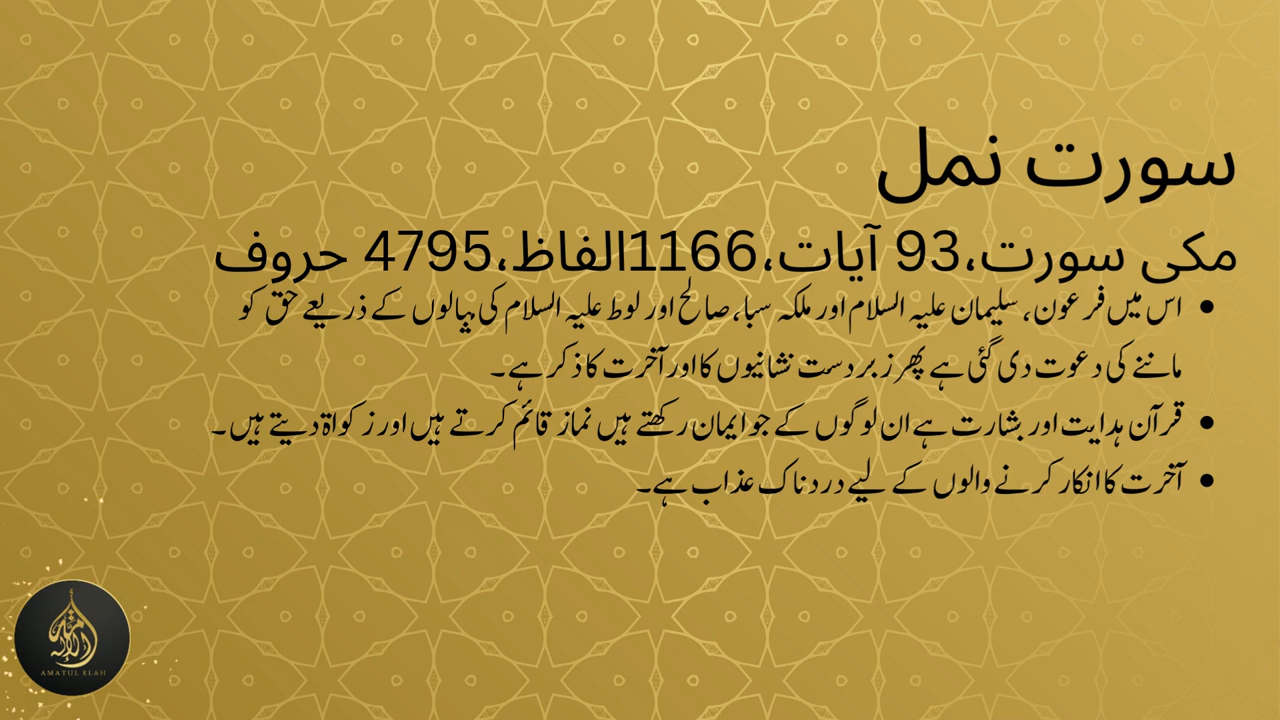 سورت نمل
مکی سورت،93 آیات،1166الفاظ،4795 حروف
• اس میں فرعون، سلیمان علیہ السلام اور ملکہ سبا، صالح اور لوط علیہ السلام کی پیالوں کے ذریعے حق کو
ماننے کی دعوت دی گئی ہے پھر زبردست نشانیوں کا اور آخرت کا ذکر ہے۔
• قرآن ہدایت اور بشارت ہے ان لوگوں کے جو ایمان رکھتے ہیں نماز قائم کرتے ہیں اور زکواۃ دیتے ہیں۔
• آخرت کا انکار کرنے والوں کے لیے دردناک عذاب ہے۔
AMATUL ELAH